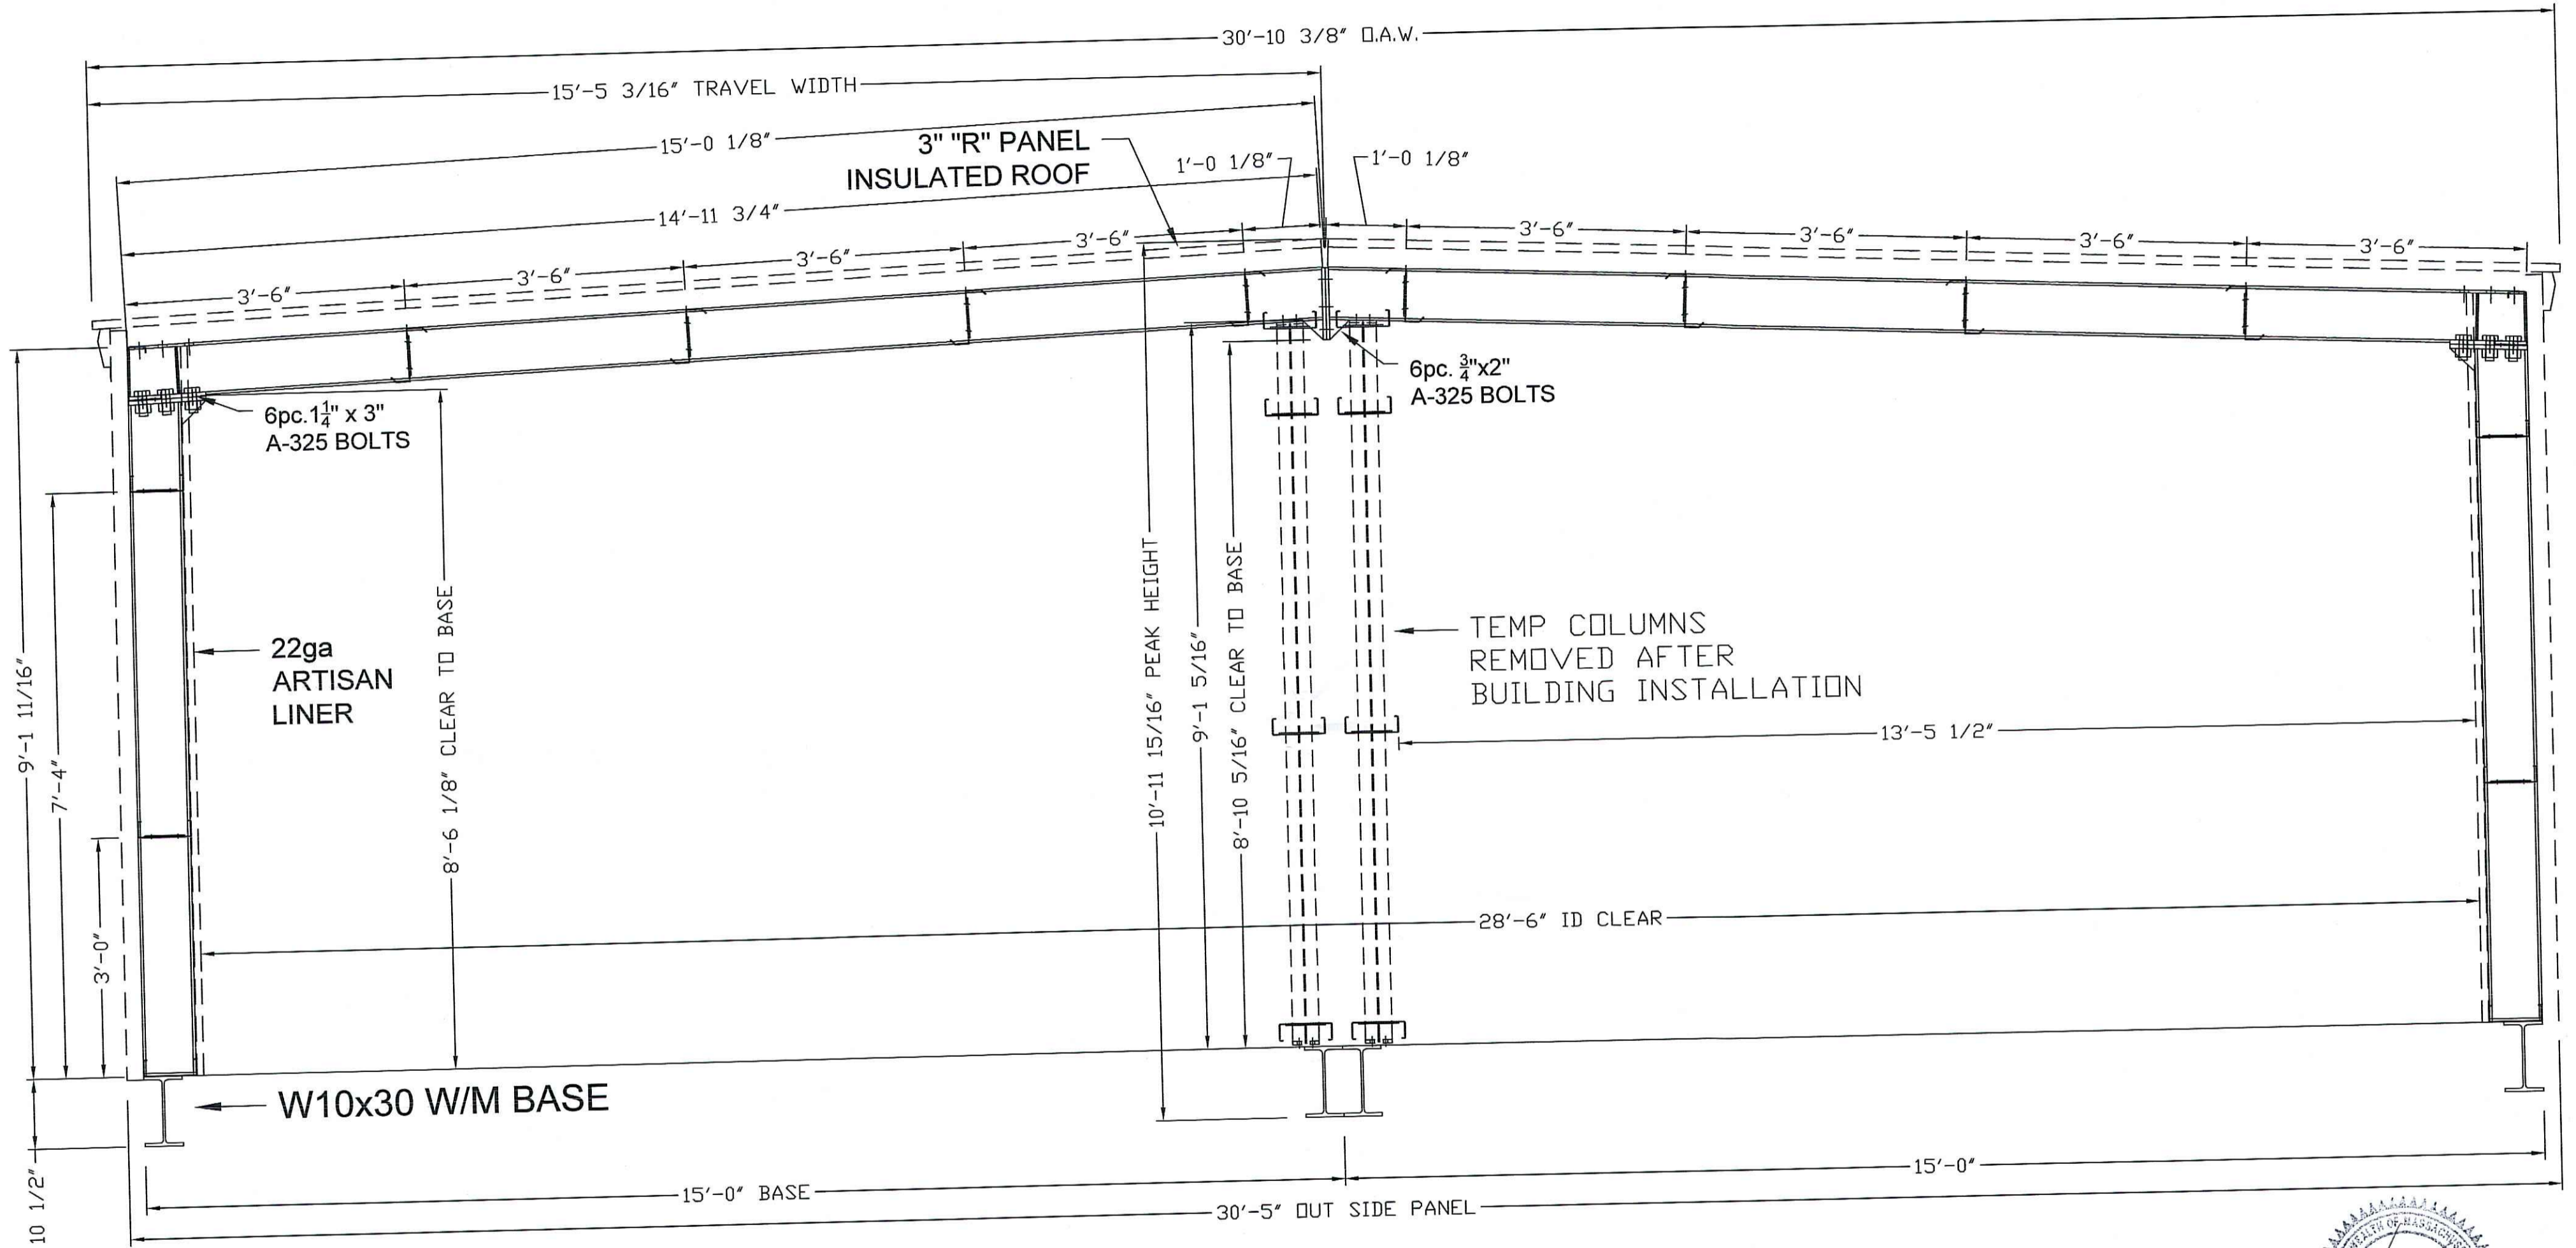 30'-10 3/8" O.A.W.
15'-5 3/16" TRAVEL WIDTH
15'-0 1/8"
3" "R" PANEL
INSULATED ROOF
1'-0 1/8"
1'-0 1/8"
14'-11 3/4"
3'-6"
3'-6"
3'-6"
3'-6"
3'-6"
3'-6"
3'-6"
3'-6"
6pc.1 1/4" x 3"
A-325 BOLTS
6pc. 3/4"x2"
A-325 BOLTS
9'-1 11/16"
7'-4"
3'-0"
10 1/2"
22ga
ARTISAN
LINER
8'-6 1/8" CLEAR TO BASE
10'-11 15/16" PEAK HEIGHT
9'-1 5/16"
8'-10 5/16" CLEAR TO BASE
TEMP COLUMNS
REMOVED AFTER
BUILDING INSTALLATION
13'-5 1/2"
28'-6" ID CLEAR
W10x30 W/M BASE
15'-0" BASE
15'-0"
30'-5" OUT SIDE PANEL